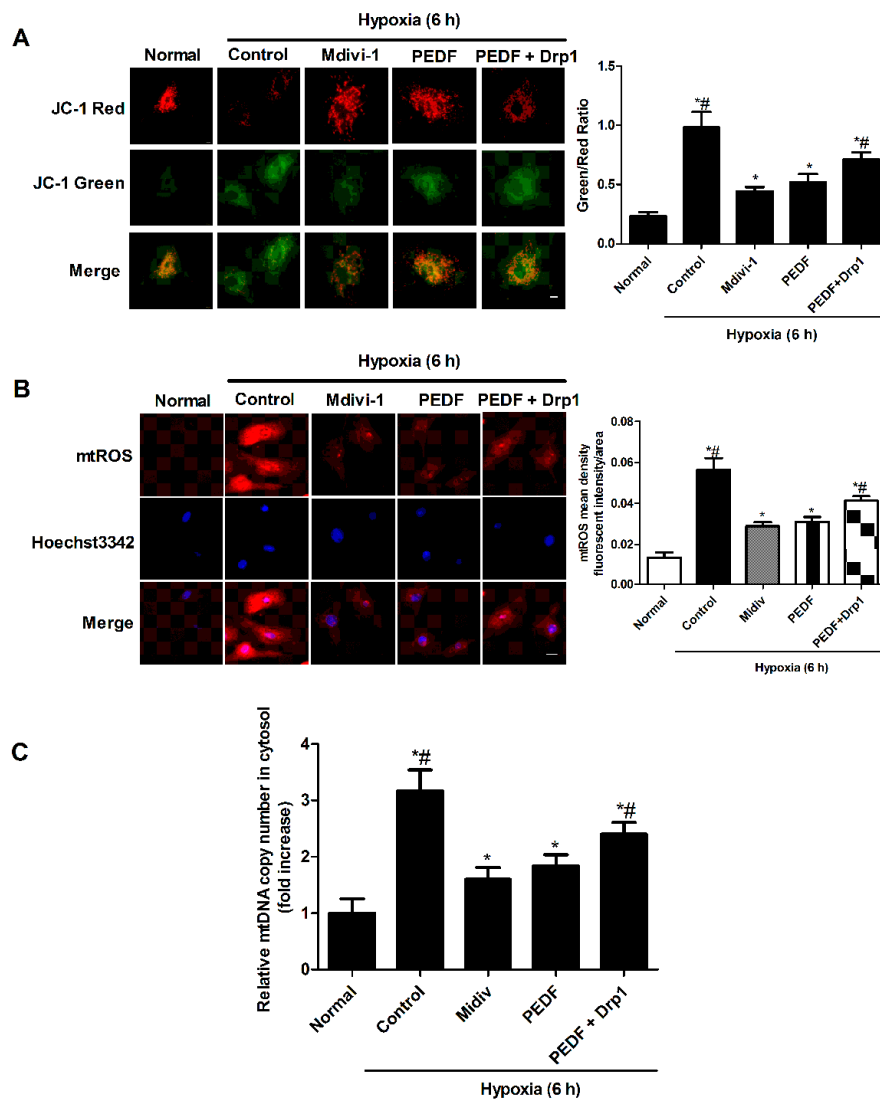 A
Hypoxia (6 h)
Normal Control Mdivi-1 PEDF PEDF + Drp1
JC-1 Red
JC-1 Green
Merge
Green/Red Ratio
1.5
1.0
0.5
0.0
*#
*
*
*#
Normal
Control
Mdivi-1
PEDF
PEDF+Drp1
Hypoxia (6 h)
B
Hypoxia (6 h)
Normal Control Mdivi-1 PEDF PEDF + Drp1
mtROS
Hoechst3342
Merge
mtROS mean density
fluorescent intensity/area
0.08
0.06
0.04
0.02
0.00
*#
*
*
*#
Normal
Control
Midiv
PEDF
PEDF+Drp1
Hypoxia (6 h)
C
Relative mtDNA copy number in cytosol
(fold increase)
4
3
2
1
0
*#
*
*
*#
Normal
Control
Midiv
PEDF
PEDF + Drp1
Hypoxia (6 h)